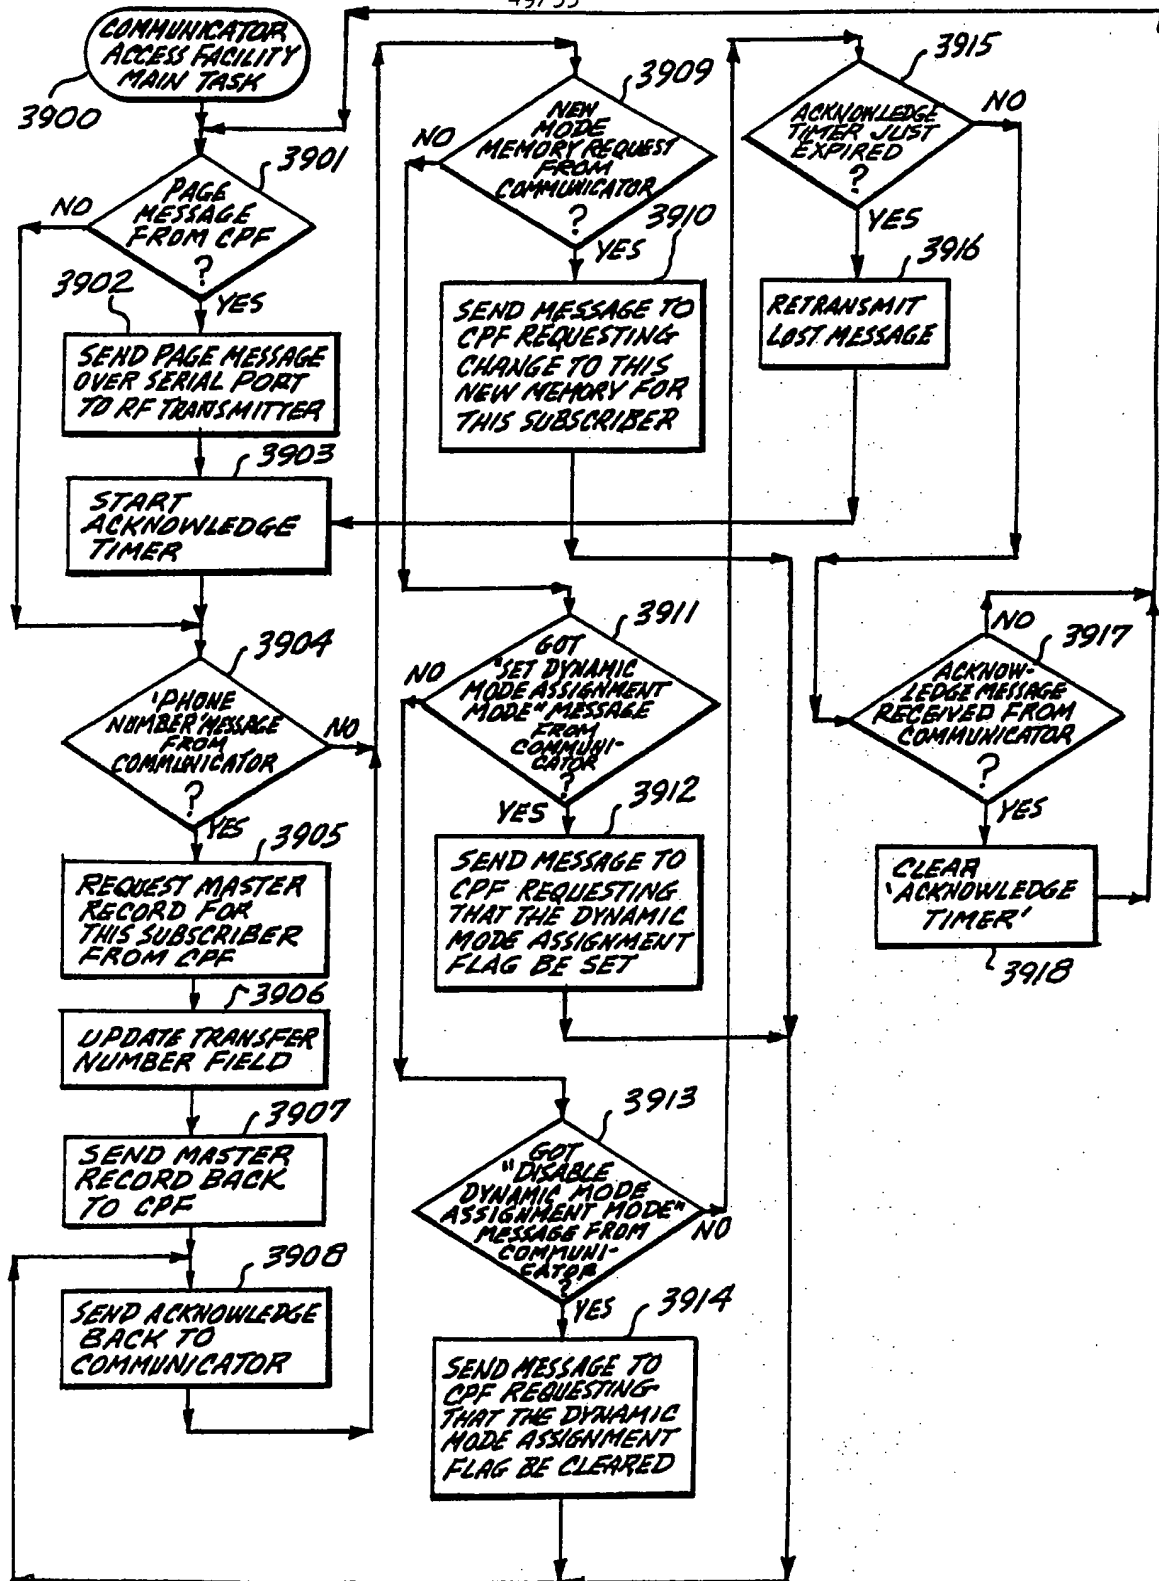 COMMUNICATOR
ACCESS FACILITY
MAIN TASK
3900
3901
PAGE
MESSAGE
FROM CPF
?
NO
YES
3902
SEND PAGE MESSAGE
OVER SERIAL PORT
TO RF TRANSMITTER
3903
START
ACKNOWLEDGE
TIMER
3904
'PHONE
NUMBER' MESSAGE
FROM
COMMUNICATOR
?
NO
YES
3905
REQUEST MASTER
RECORD FOR
THIS SUBSCRIBER
FROM CPF
3906
UPDATE TRANSFER
NUMBER FIELD
3907
SEND MASTER
RECORD BACK
TO CPF
3908
SEND ACKNOWLEDGE
BACK TO
COMMUNICATOR
3909
NEW
MODE
MEMORY REQUEST
FROM
COMMUNICATOR
?
NO
YES
3910
SEND MESSAGE TO
CPF REQUESTING
CHANGE TO THIS
NEW MEMORY FOR
THIS SUBSCRIBER
3911
GOT
"SET DYNAMIC
MODE ASSIGNMENT
MODE" MESSAGE
FROM
COMMUNI-
CATOR
?
NO
YES
3912
SEND MESSAGE TO
CPF REQUESTING
THAT THE DYNAMIC
MODE ASSIGNMENT
FLAG BE SET
3913
GOT
"DISABLE
DYNAMIC MODE
ASSIGNMENT MODE"
MESSAGE FROM
COMMUNI-
CATOR
?
NO
YES
3914
SEND MESSAGE TO
CPF REQUESTING
THAT THE DYNAMIC
MODE ASSIGNMENT
FLAG BE CLEARED
3915
ACKNOWLEDGE
TIMER JUST
EXPIRED
?
NO
YES
3916
RETRANSMIT
LOST MESSAGE
3917
ACKNOW-
LEDGE MESSAGE
RECEIVED FROM
COMMUNICATOR
?
NO
YES
CLEAR
'ACKNOWLEDGE
TIMER'
3918